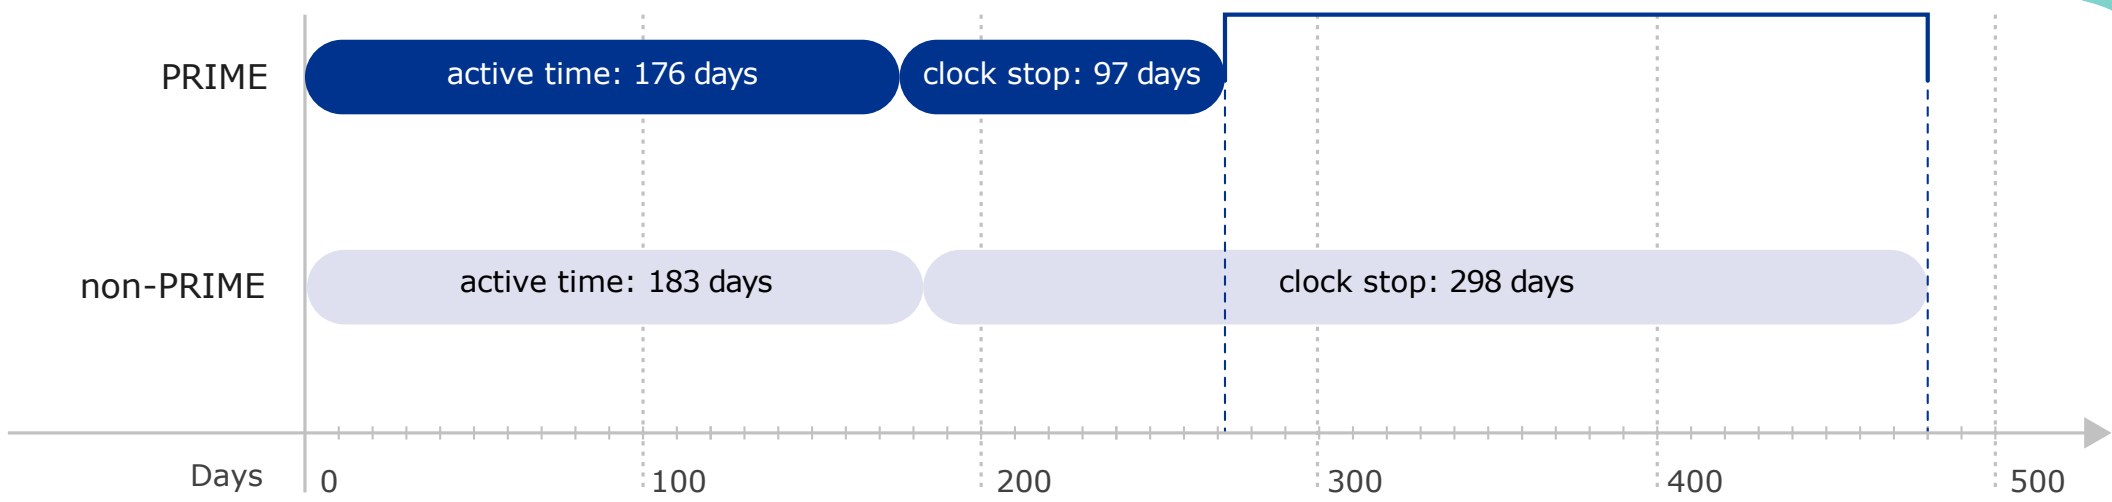 PRIME
active time: 176 days
clock stop: 97 days
non-PRIME
active time: 183 days
clock stop: 298 days
Days 0 100 200 300 400 500